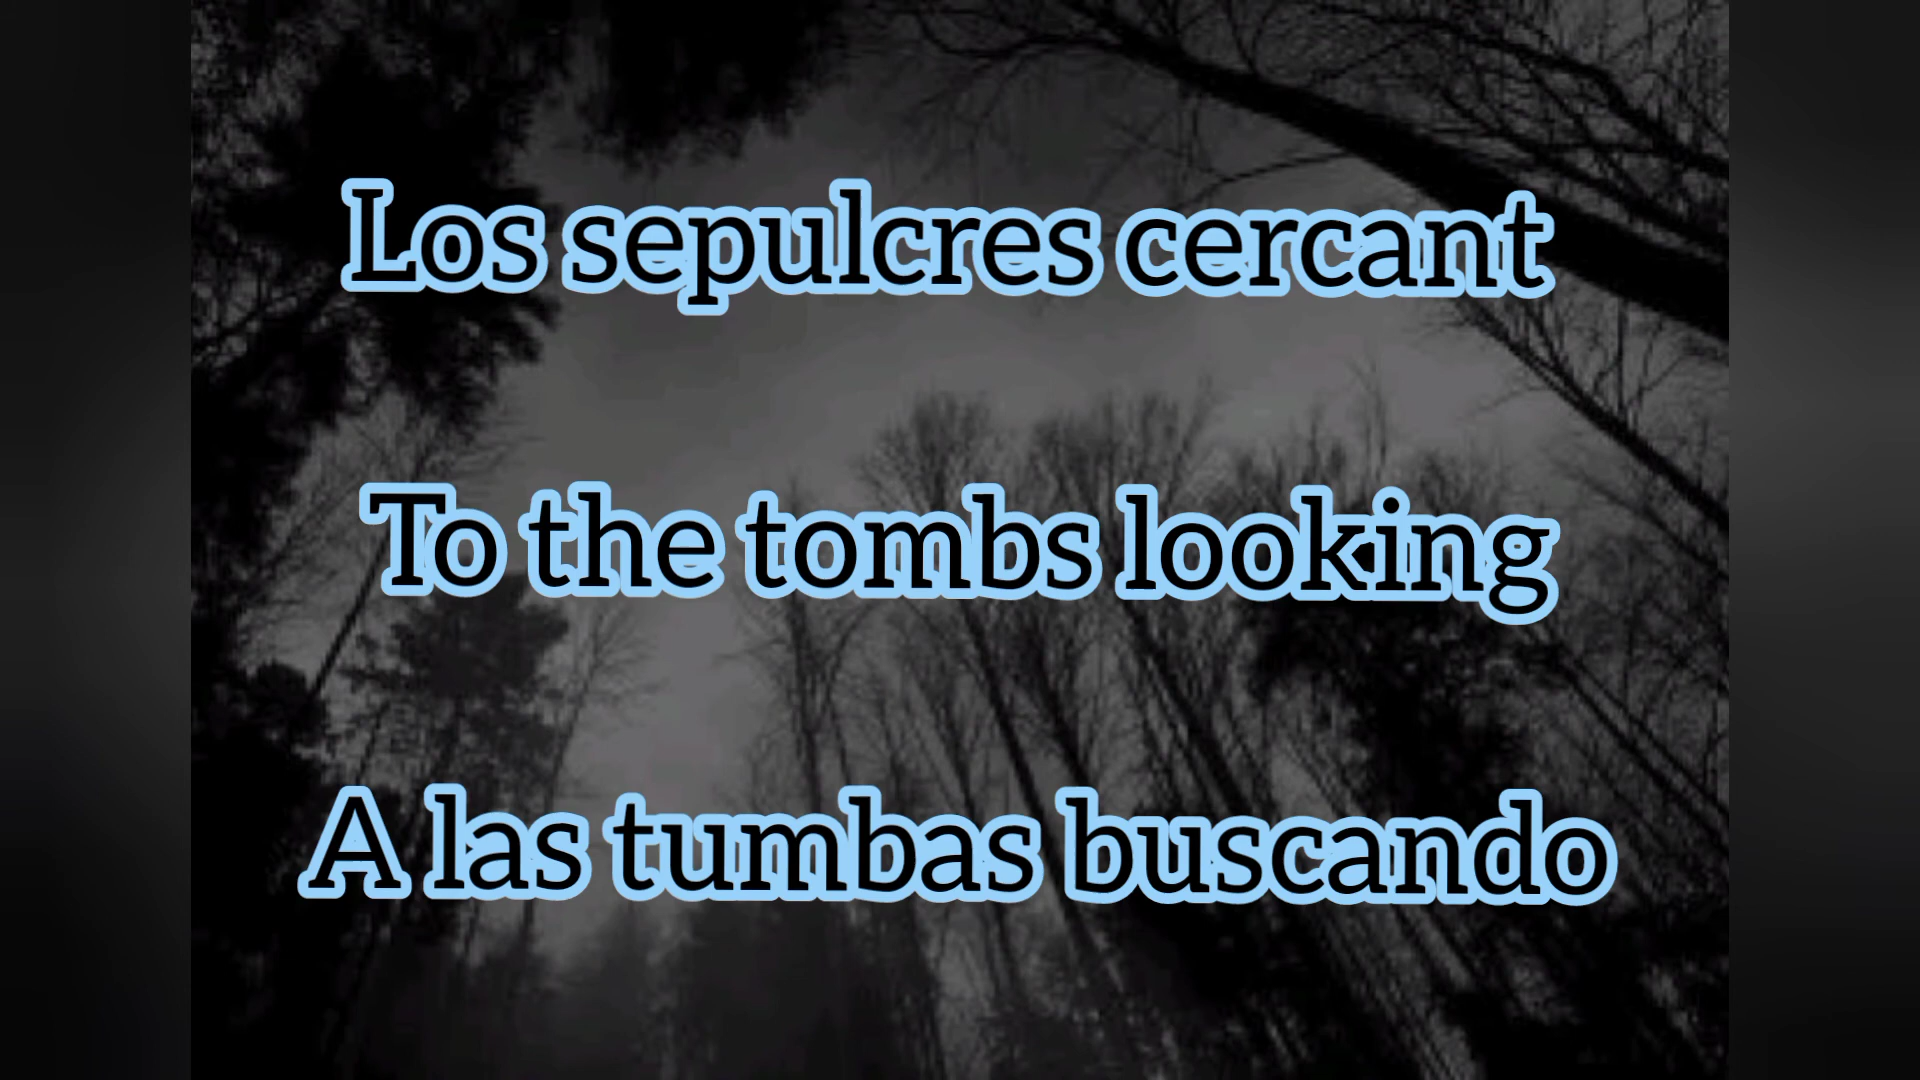 Los sepulcres cercant
To the tombs looking
A las tumbas buscando